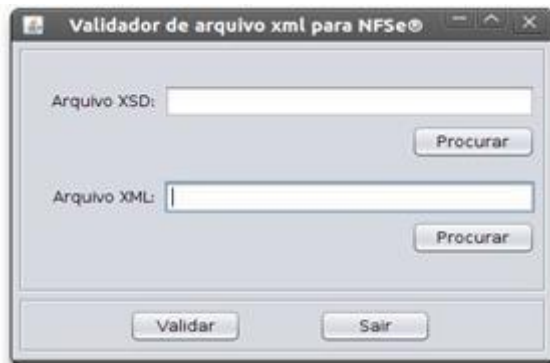 Validador de arquivo xml para NFSe®
Arquivo XSD:
Procurar
Arquivo XML:
Procurar
Validar Sair